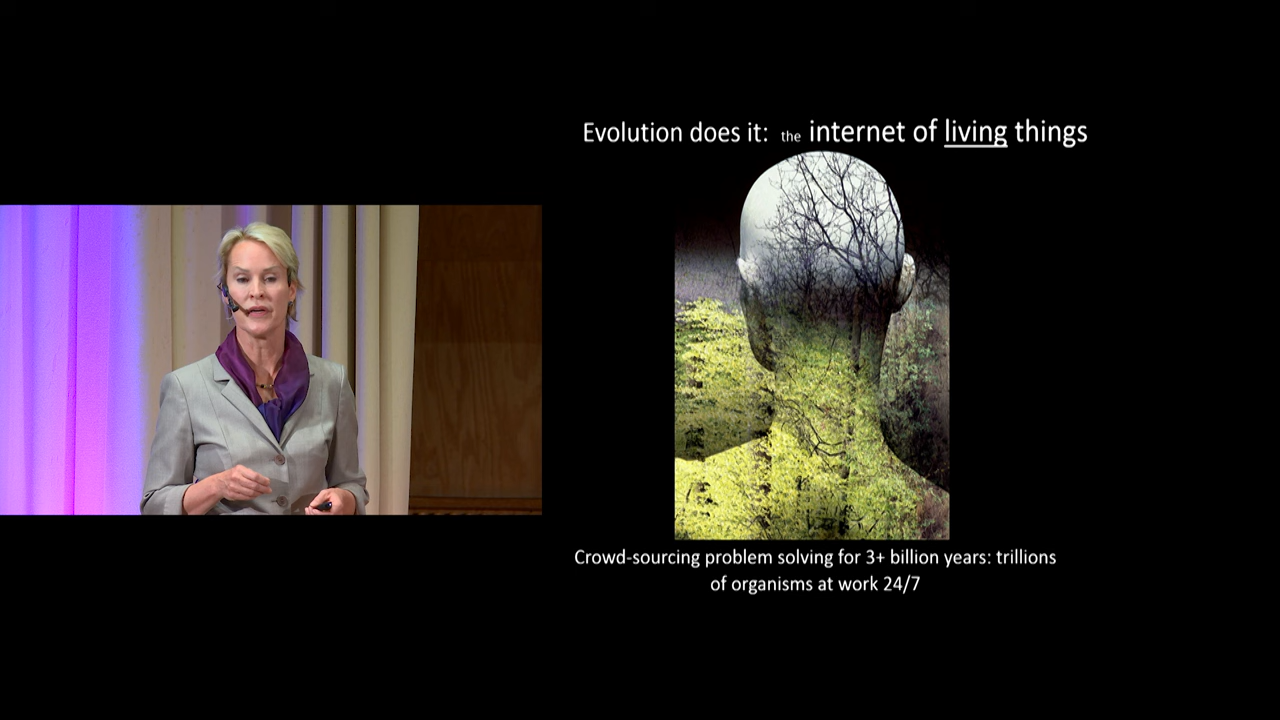 Evolution does it: the internet of living things
Crowd-sourcing problem solving for 3+ billion years: trillions
of organisms at work 24/7